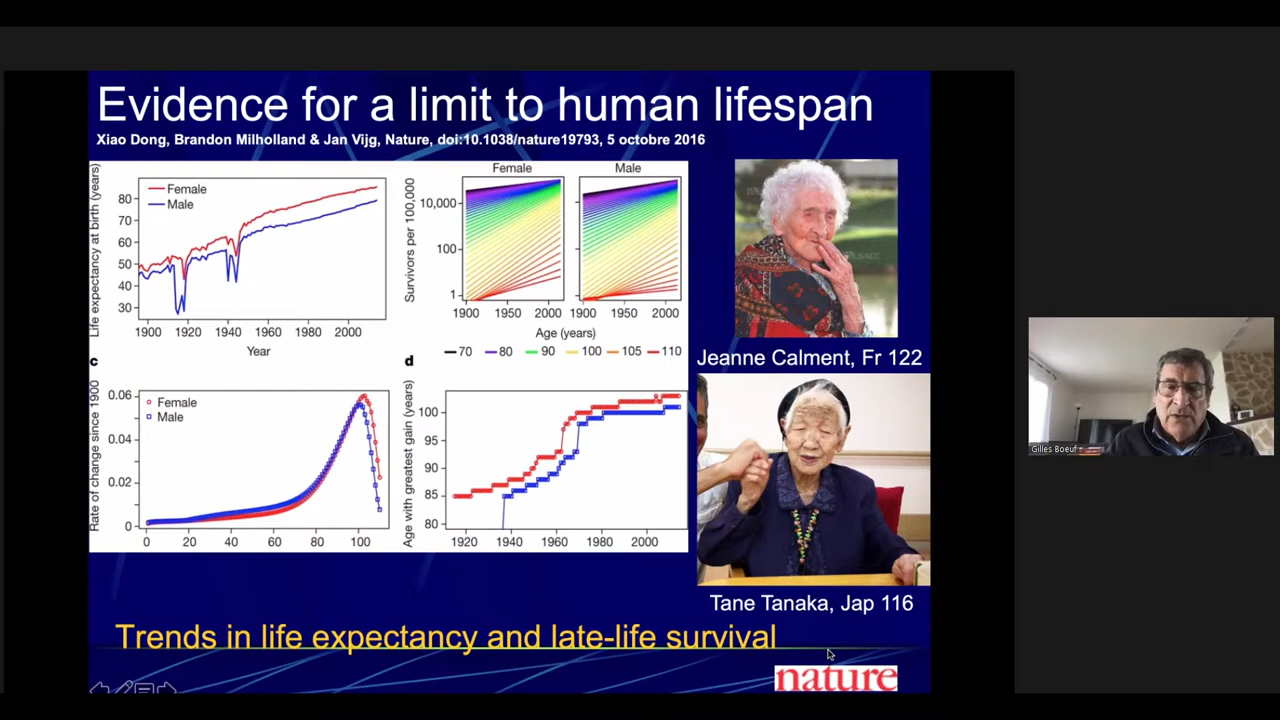 Evidence for a limit to human lifespan
Xiao Dong, Brandon Milholland & Jan Vijg, Nature, doi:10.1038/nature19793, 5 octobre 2016
Life expectancy at birth (years)
80
70
60
50
40
30
Female
Male
1900 1920 1940 1960 1980 2000
Year
Female
Male
Survivors per 100,000
10,000
100
1
1900 1950 2000
1900 1950 2000
Age (years)
70 80 90 100 105 110
c
Rate of change since 1900
0.06
0.04
0.02
0
Female
Male
0 20 40 60 80 100
d
Age with greatest gain (years)
100
95
90
85
80
1920 1940 1960 1980 2000
Jeanne Calment, Fr 122
Tane Tanaka, Jap 116
Trends in life expectancy and late-life survival
nature
Gilles Boeuf